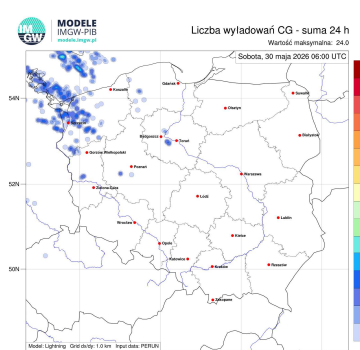 IM
GW
MODELE
IMGW-PIB
modele.imgw.pl
Liczba wyładowań CG - suma 24 h
Wartość maksymalna: 24.0
Sobota, 30 maja 2026 06:00 UTC
Gdańsk
Koszalin
Suwałki
54N
Olsztyn
Szczecin
Bydgoszcz
Toruń
Białystok
Gorzów Wielkopolski
Poznań
Warszawa
52N
Zielona Góra
Łódź
Wrocław
Lublin
Kielce
Opole
Katowice
Kraków
Rzeszów
50N
Zakopane
Model: Lightning Grid dx/dy: 1.0 km Input data: PERUN